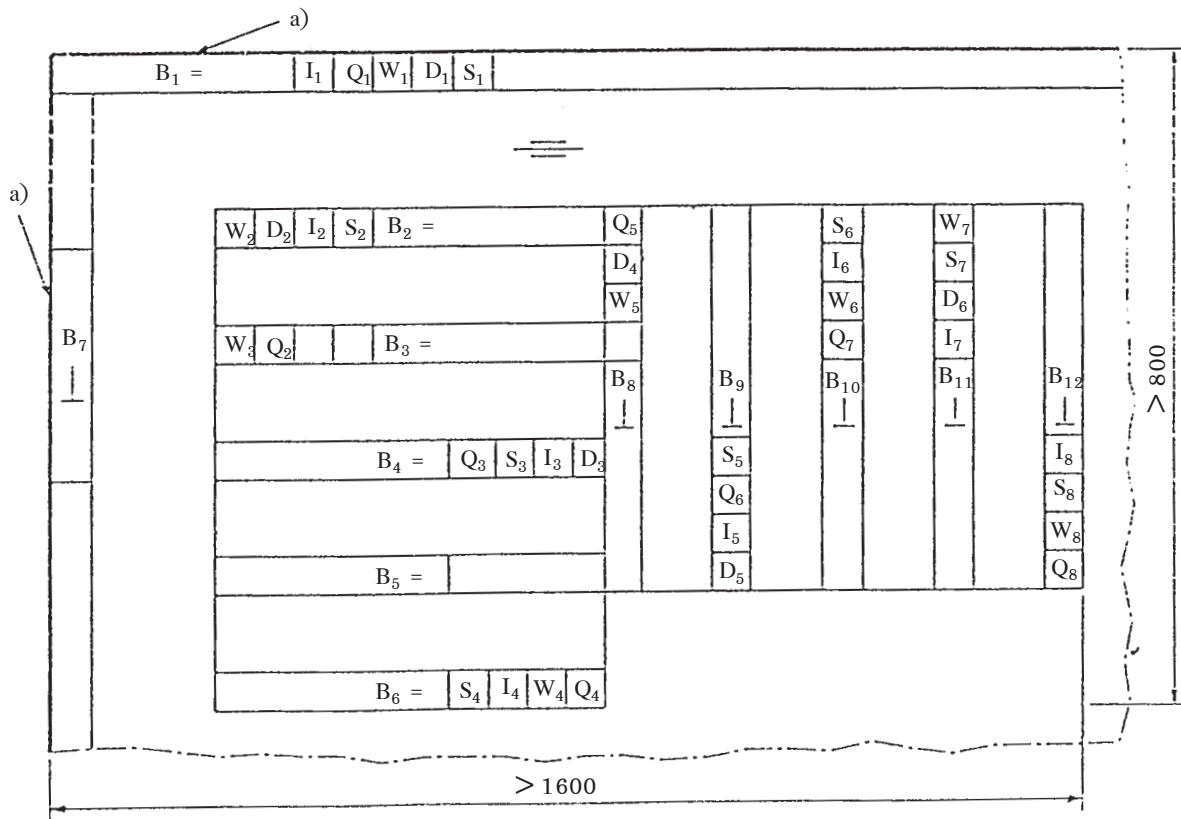 a)
B₁ = I₁ Q₁ W₁ D₁ S₁
a)
W₂ D₂ I₂ S₂ B₂ = Q₅ S₆ W₇
D₄ I₆ S₇
W₅ W₆ D₆
B₇ W₃ Q₂ B₃ = Q₇ I₇
B₈ B₉ B₁₀ B₁₁ B₁₂
> 800
B₄ = Q₃ S₃ I₃ D₃ S₅ I₈
Q₆ S₈
I₅ W₈
B₅ = D₅ Q₈
B₆ = S₄ I₄ W₄ Q₄
> 1600